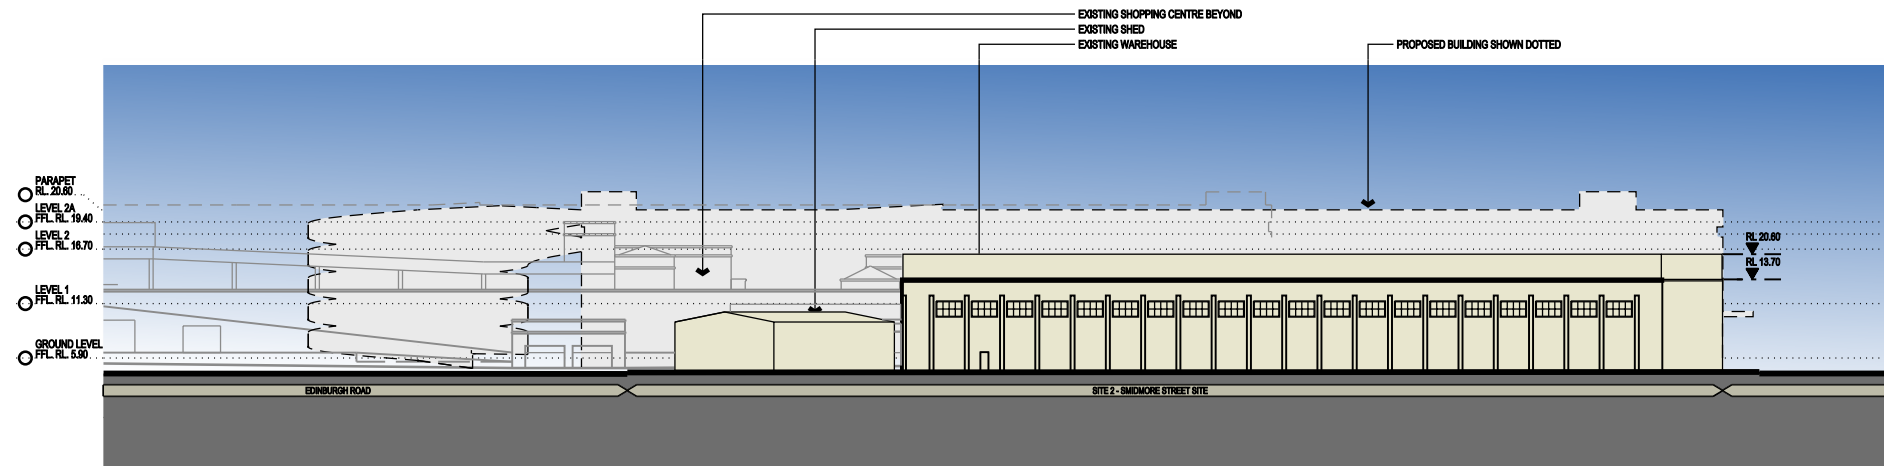 EXISTING SHOPPING CENTRE BEYOND
EXISTING SHED
EXISTING WAREHOUSE
PROPOSED BUILDING SHOWN DOTTED
PARAPET
RL. 20.60
LEVEL 2A
FFL. RL. 19.40
LEVEL 2
FFL. RL. 16.70
RL 20.60
RL 13.70
LEVEL 1
FFL. RL. 11.30
GROUND LEVEL
FFL. RL. 5.90
EDINBURGH ROAD
SITE 2 - SMIDMORE STREET SITE